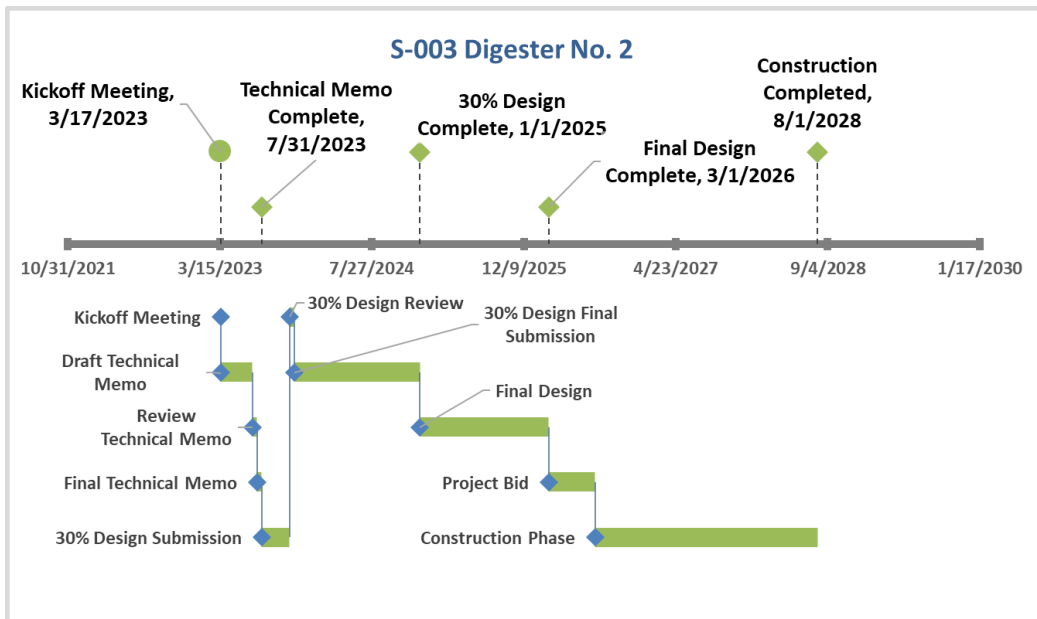 S-003 Digester No. 2
Kickoff Meeting,
3/17/2023
Technical Memo
Complete,
7/31/2023
30% Design
Complete, 1/1/2025
Final Design
Complete, 3/1/2026
Construction
Completed,
8/1/2028
10/31/2021
3/15/2023
7/27/2024
12/9/2025
4/23/2027
9/4/2028
1/17/2030
Kickoff Meeting
30% Design Review
30% Design Final
Submission
Draft Technical
Memo
Final Design
Review
Technical Memo
Final Technical Memo
Project Bid
30% Design Submission
Construction Phase